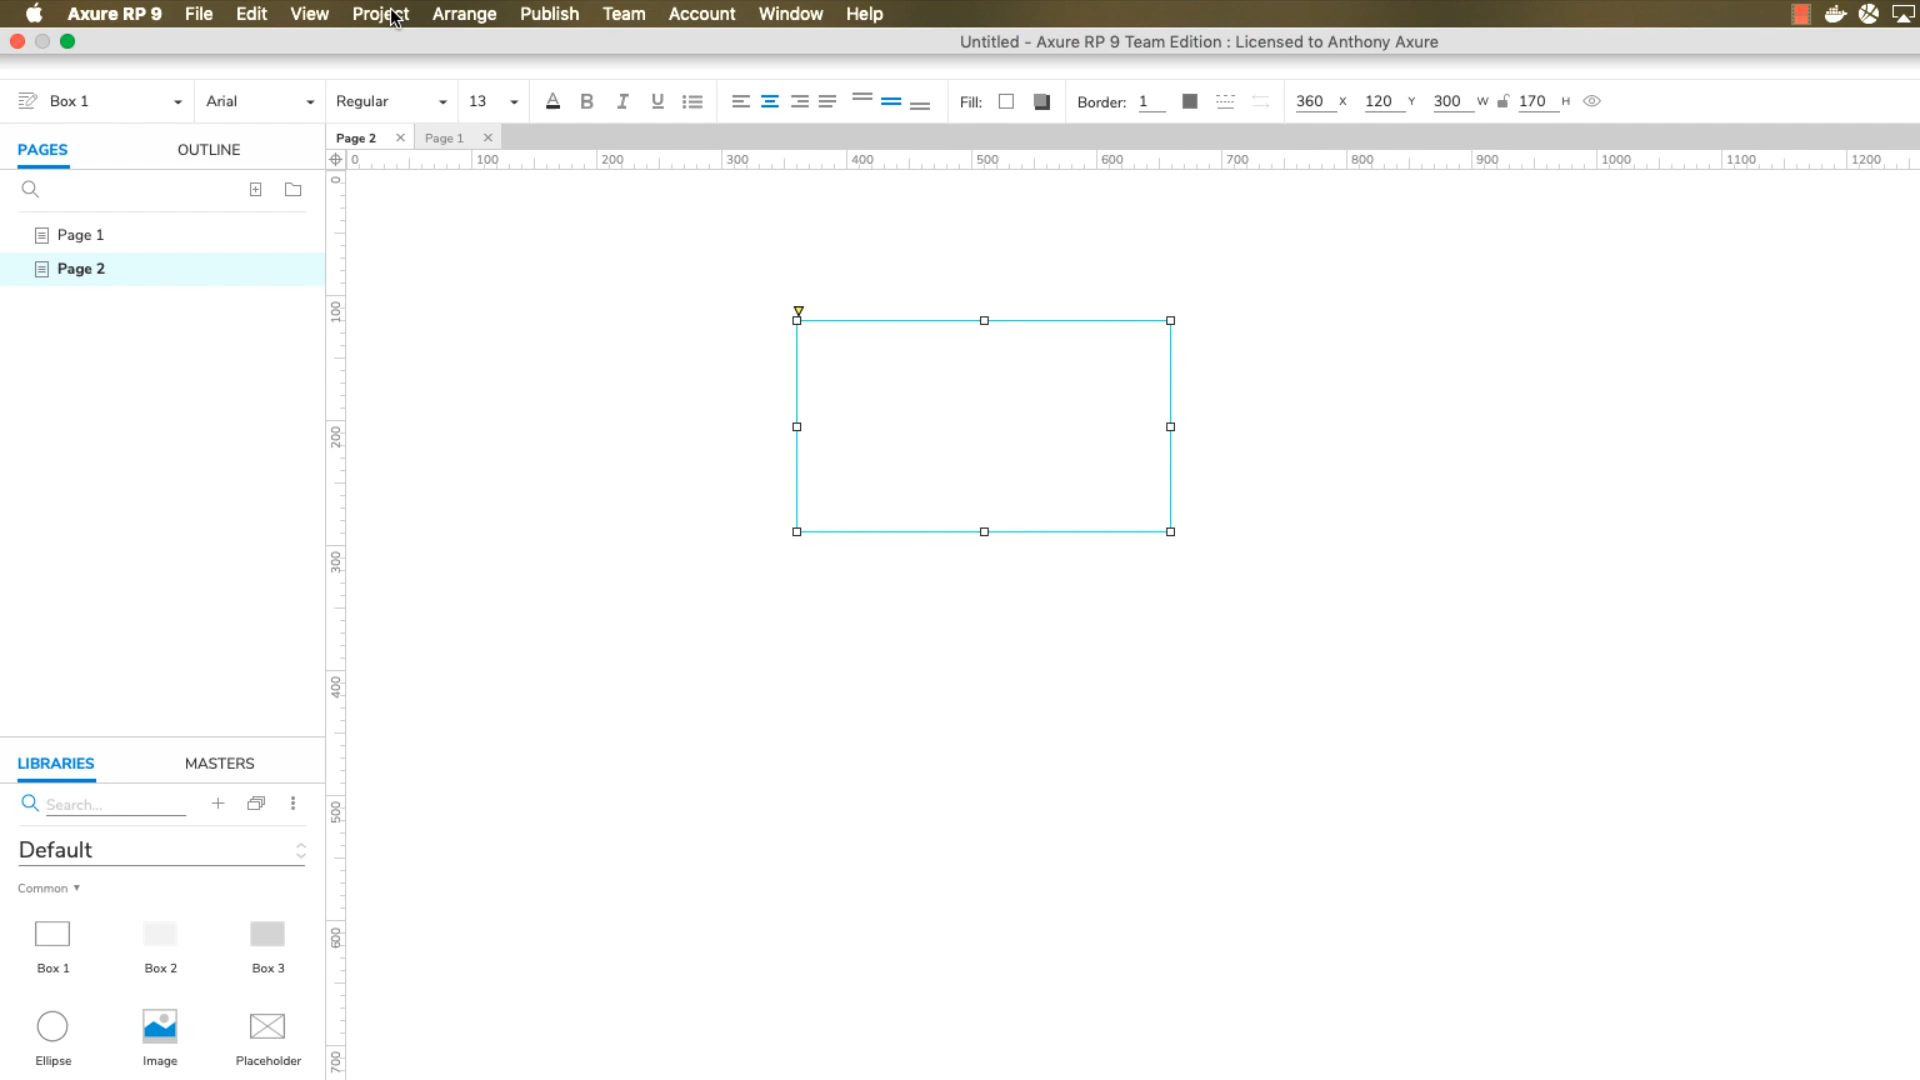 Axure RP 9 File Edit View Project Arrange Publish Team Account Window Help
Untitled - Axure RP 9 Team Edition : Licensed to Anthony Axure
Box 1 Arial Regular 13 A B I U Fill: Border: 1 360 X 120 Y 300 W 170 H
PAGES OUTLINE
Page 2 Page 1
0 100 200 300 400 500 600 700 800 900 1000 1100 1200
0
Page 1
Page 2
100
200
300
400
500
600
700
LIBRARIES MASTERS
Search...
Default
Common
Box 1 Box 2 Box 3
Ellipse Image Placeholder